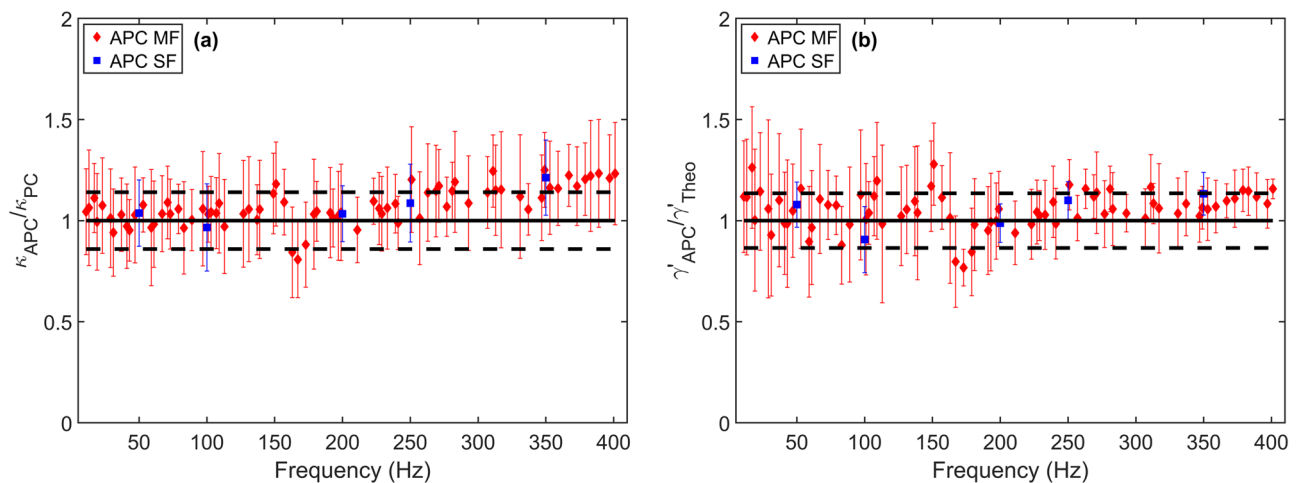 2
1.5
1
0.5
0
κAPC/κPC
APC MF
APC SF
(a)
50 100 150 200 250 300 350 400
Frequency (Hz)
2
1.5
1
0.5
0
γ'APC/γ'Theo
APC MF
APC SF
(b)
50 100 150 200 250 300 350 400
Frequency (Hz)